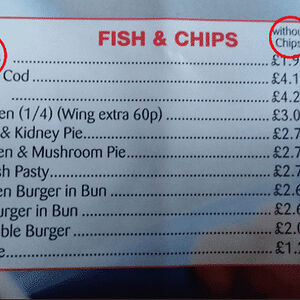 FISH & CHIPS
without
Chips
£1.9
Cod £4.1
£4.2
en (1/4) (Wing extra 60p) £3.0
& Kidney Pie £2.7
en & Mushroom Pie £2.7
sh Pasty £2.7
en Burger in Bun £2.6
urger in Bun £2.6
ble Burger £2.0
e £1.2